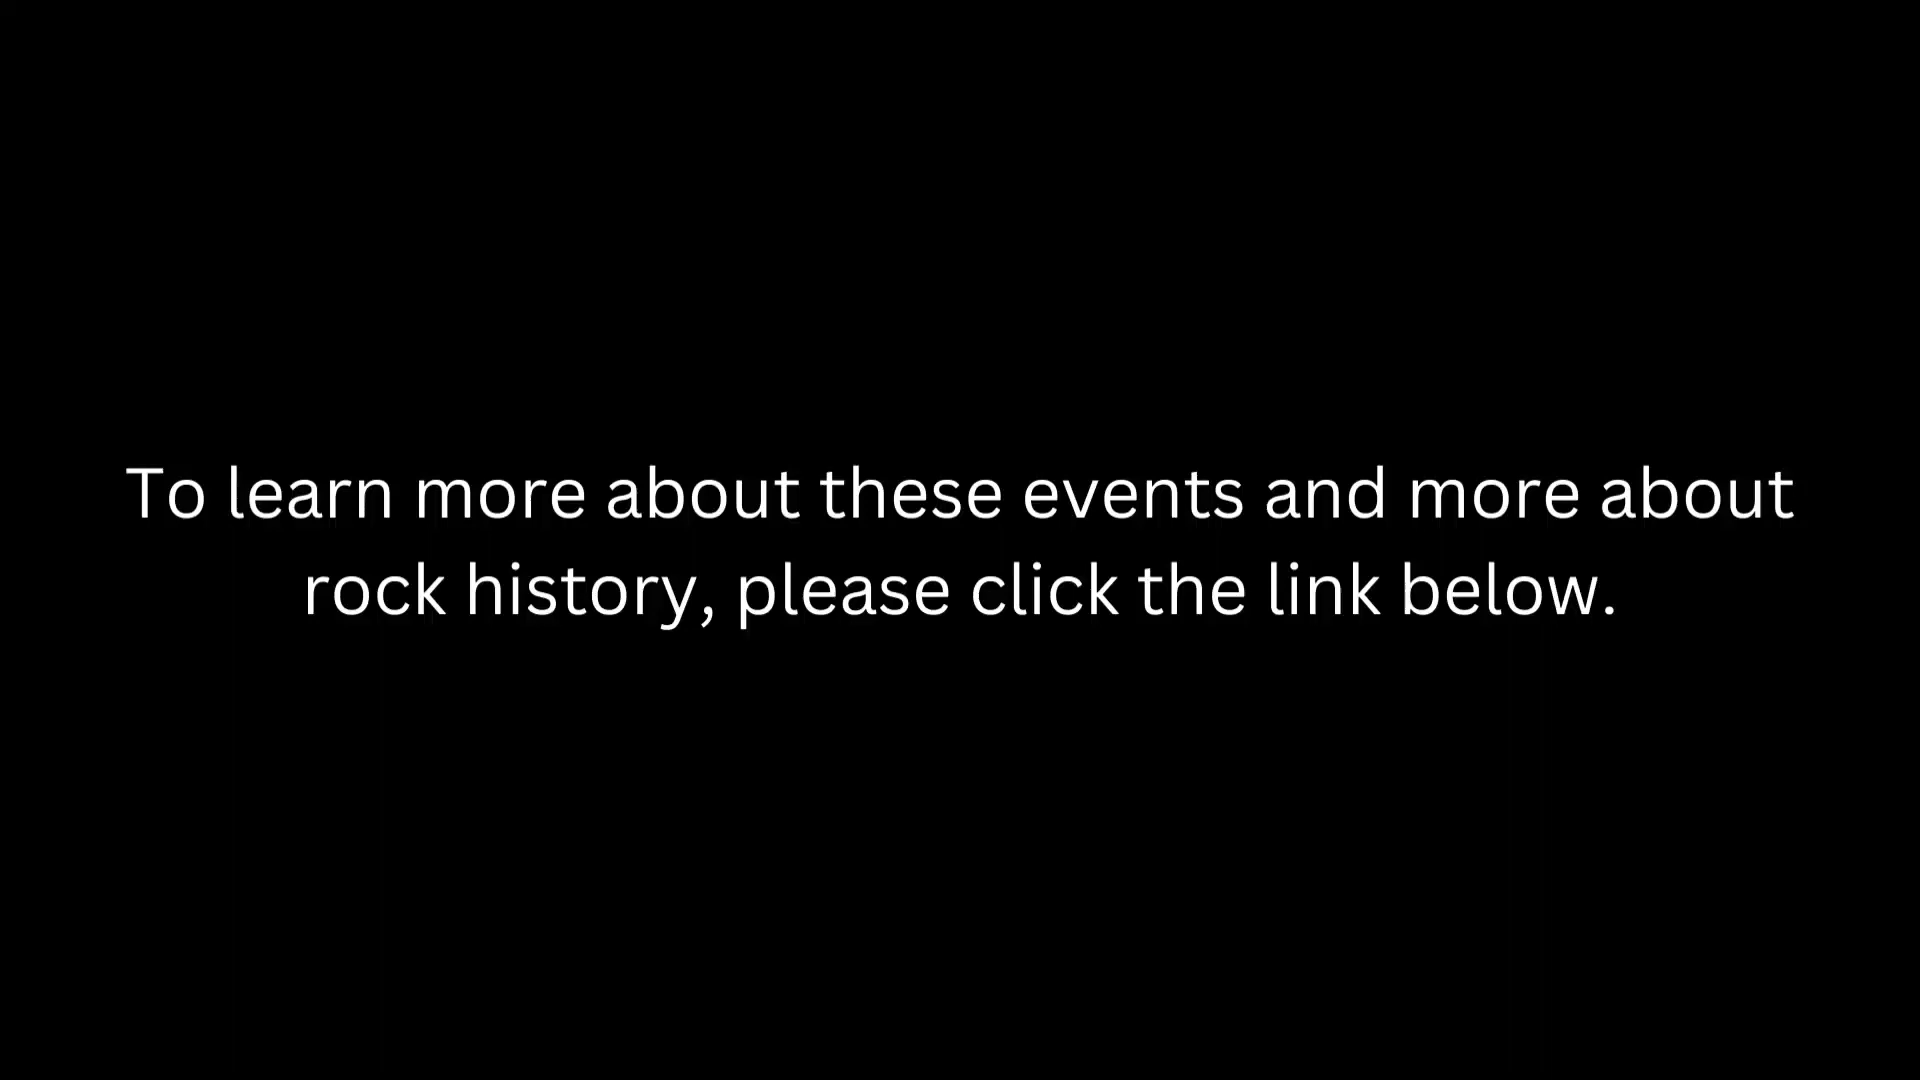 To learn more about these events and more about
rock history, please click the link below.